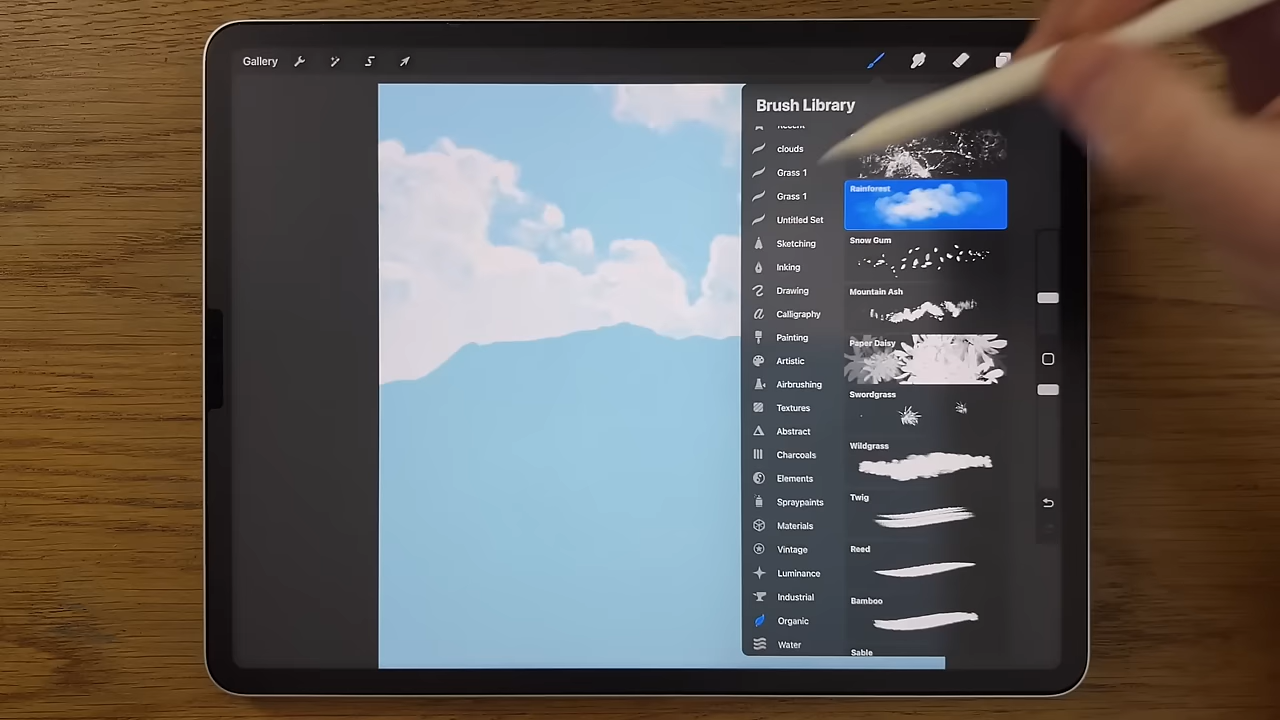 Gallery
Brush Library
Recent
clouds
Grass 1
Grass 1
Untitled Set
Sketching
Inking
Drawing
Calligraphy
Painting
Artistic
Airbrushing
Textures
Abstract
Charcoals
Elements
Spraypaints
Materials
Vintage
Luminance
Industrial
Organic
Water
Rainforest
Snow Gum
Mountain Ash
Paper Daisy
Swordgrass
Wildgrass
Twig
Reed
Bamboo
Sable